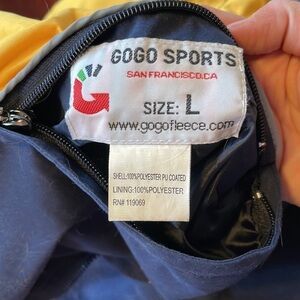 GOGO SPORTS
SAN FRANCISCO.CA
SIZE: L
www.gogofleece.com
SHELL:100%POLYESTER PU COATED
LINING:100%POLYESTER
RN# 119069